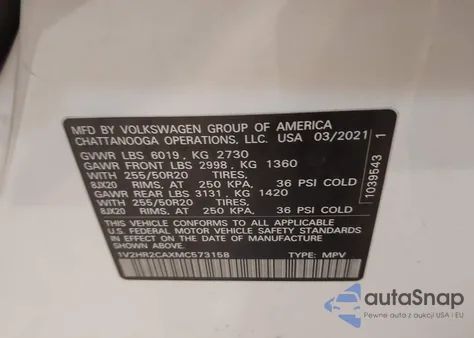 MFD BY VOLKSWAGEN GROUP OF AMERICA
CHATTANOOGA OPERATIONS, LLC. USA 03/2021
GVWR LBS 6019, KG 2730
GAWR FRONT LBS 2998, KG 1360
WITH 255/50R20 TIRES,
8JX20 RIMS, AT 250 KPA, 36 PSI COLD
GAWR REAR LBS 3131, KG 1420
WITH 255/50R20 TIRES,
8JX20 RIMS, AT 250 KPA, 36 PSI COLD
THIS VEHICLE CONFORMS TO ALL APPLICABLE
U.S. FEDERAL MOTOR VEHICLE SAFETY STANDARDS
IN EFFECT ON THE DATE OF MANUFACTURE
SHOWN ABOVE.
1V2HR2CAXMC573158 TYPE: MPV
1039543 1
autaSnap
Pewne auta z aukcji USA i EU